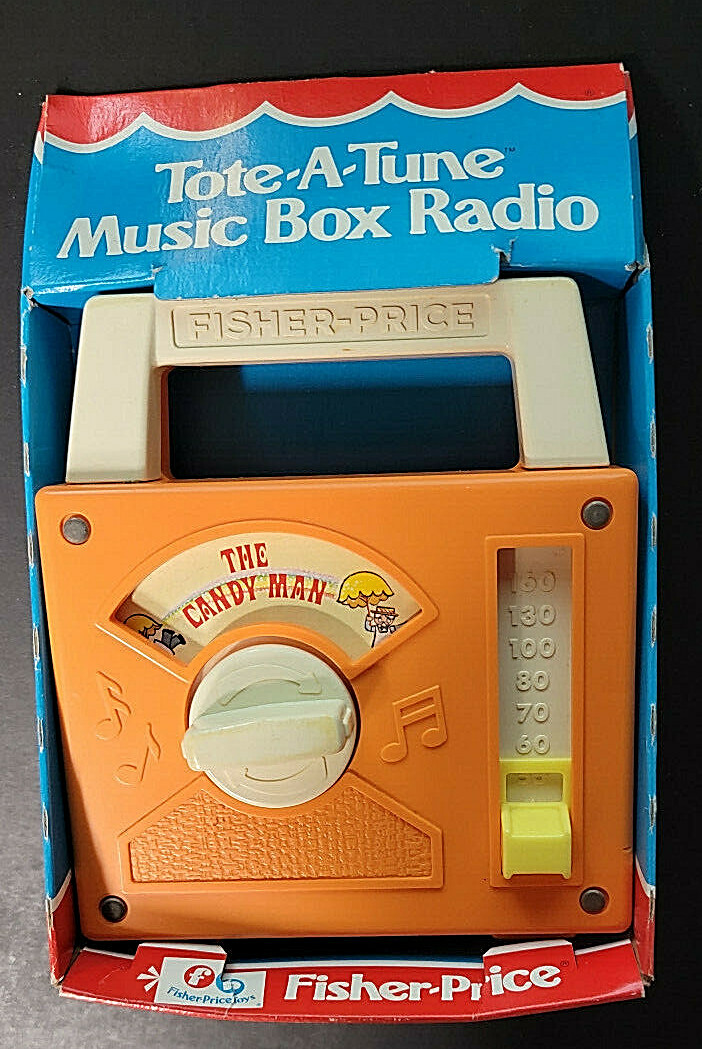 Tote-A-Tune™
Music Box Radio
FISHER-PRICE
THE
CANDY MAN
160
130
100
80
70
60
Fisher-Price Toys
Fisher-Price®